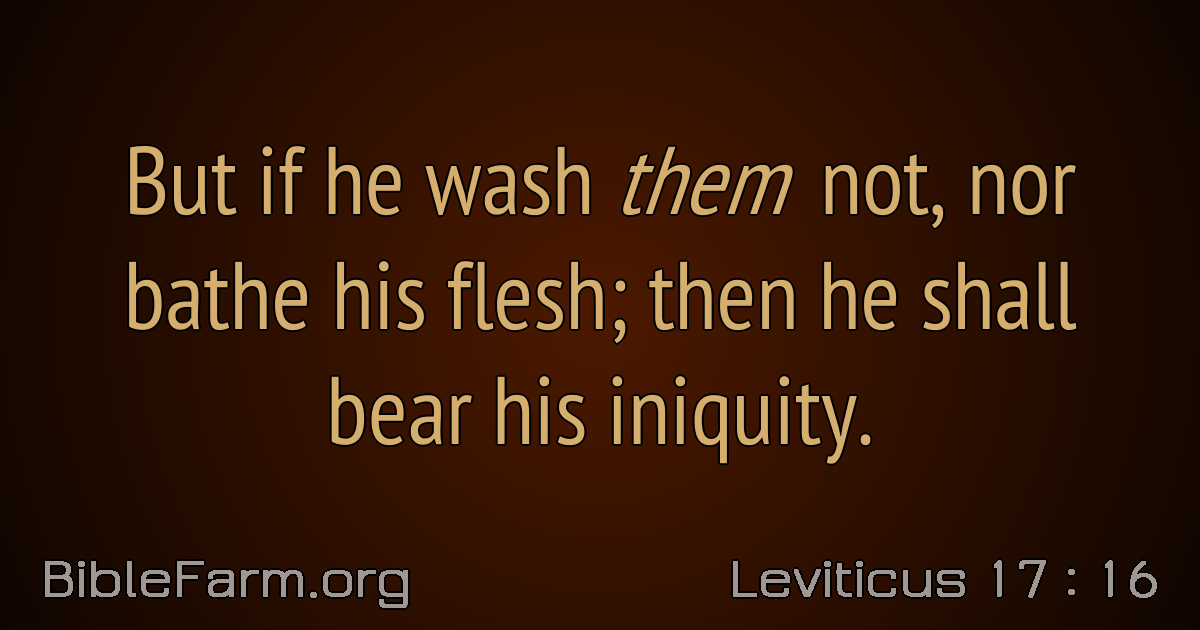 But if he wash them not, nor
bathe his flesh; then he shall
bear his iniquity.
BibleFarm.org
Leviticus 17 : 16